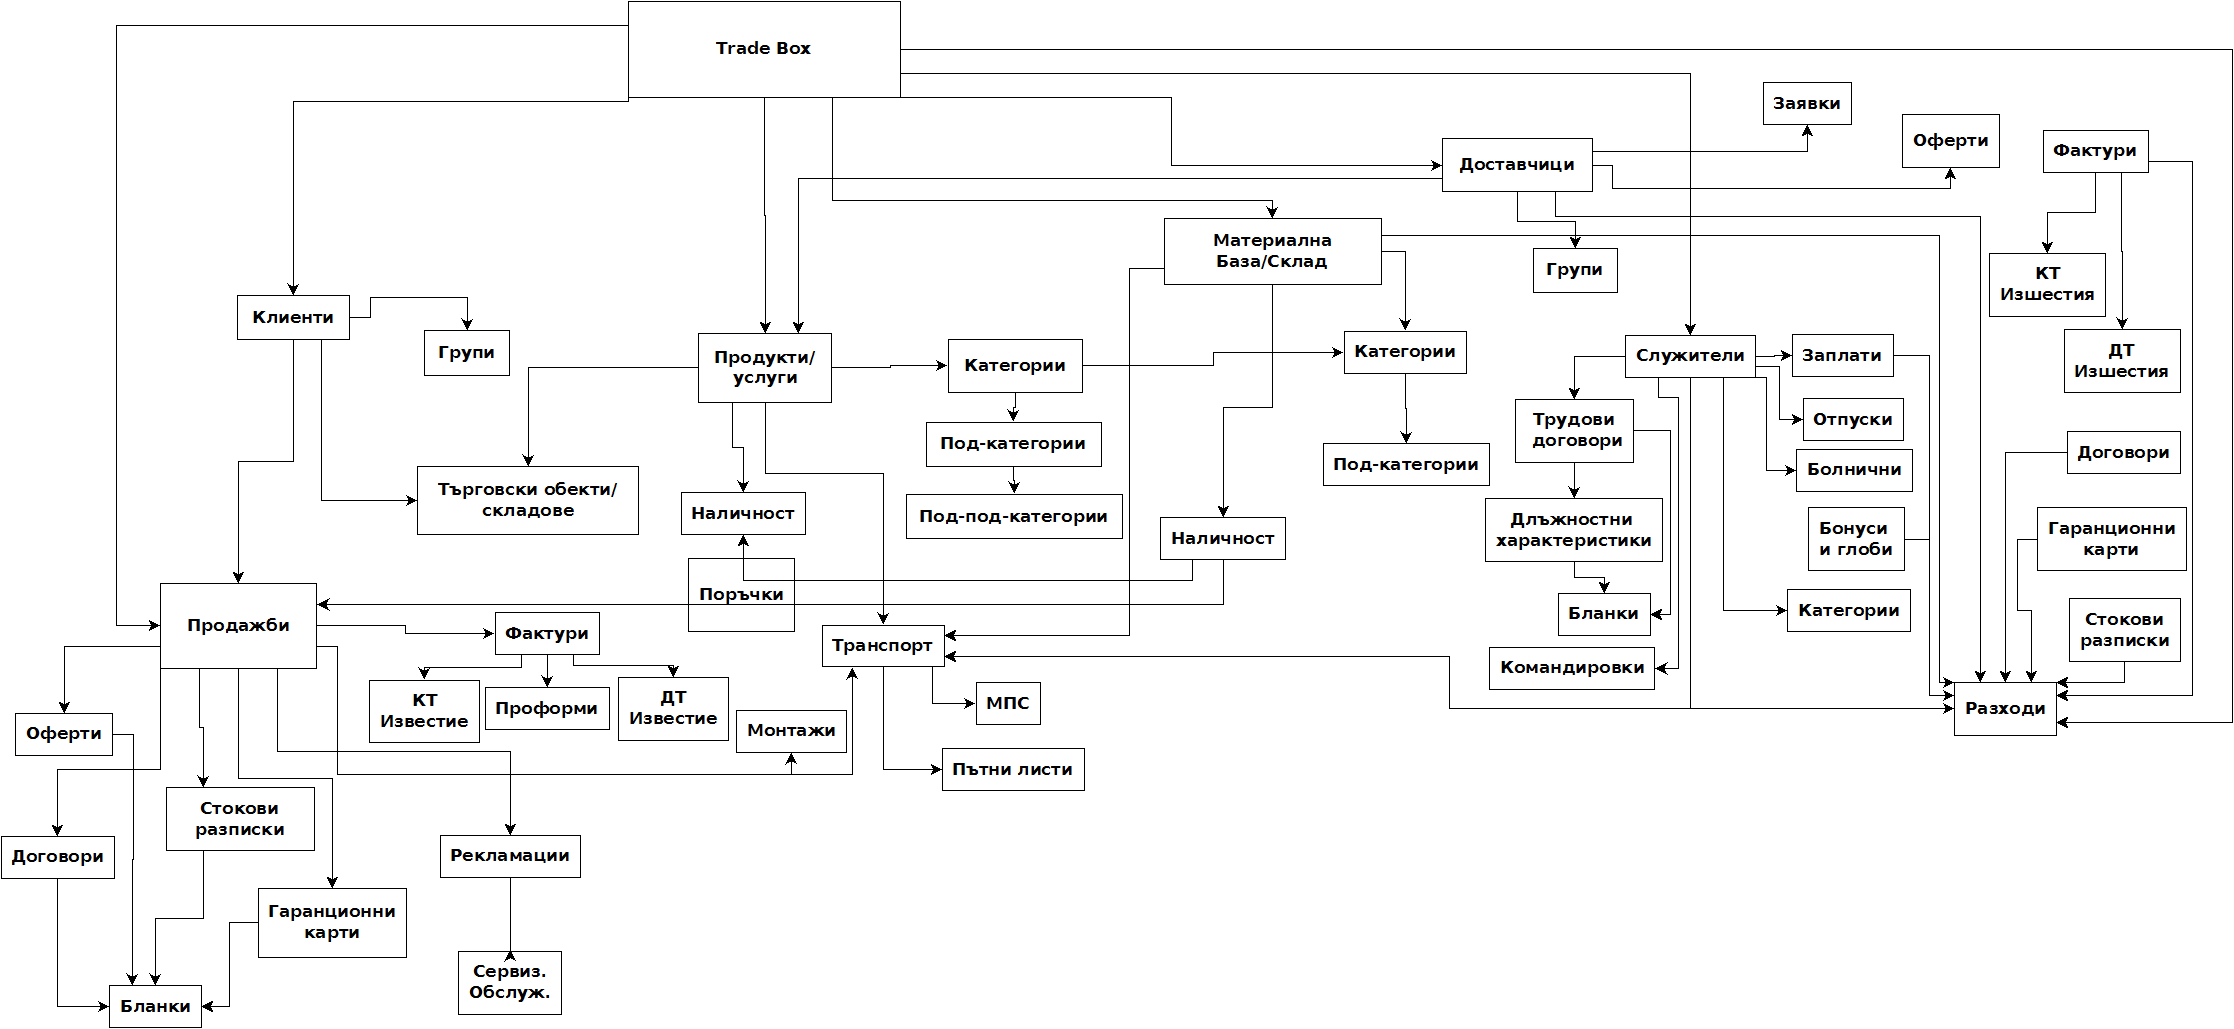 Trade Box
Заявки
Оферти
Фактури
Доставчици
Материална
База/Склад
Групи
КТ
Изшестия
Клиенти
Групи
Продукти/
услуги
Категории
Категории
Служители
Заплати
ДТ
Изшестия
Трудови
договори
Отпуски
Под-категории
Под-категории
Болнични
Договори
Търговски обекти/
складове
Наличност
Под-под-категории
Наличност
Длъжностни
характеристики
Бонуси
и глоби
Гаранционни
карти
Поръчки
Бланки
Категории
Стокови
разписки
Продажби
Фактури
Транспорт
Командировки
КТ
Известие
Проформи
ДТ
Известие
МПС
Разходи
Оферти
Монтажи
Пътни листи
Стокови
разписки
Договори
Рекламации
Гаранционни
карти
Сервиз.
Обслуж.
Бланки